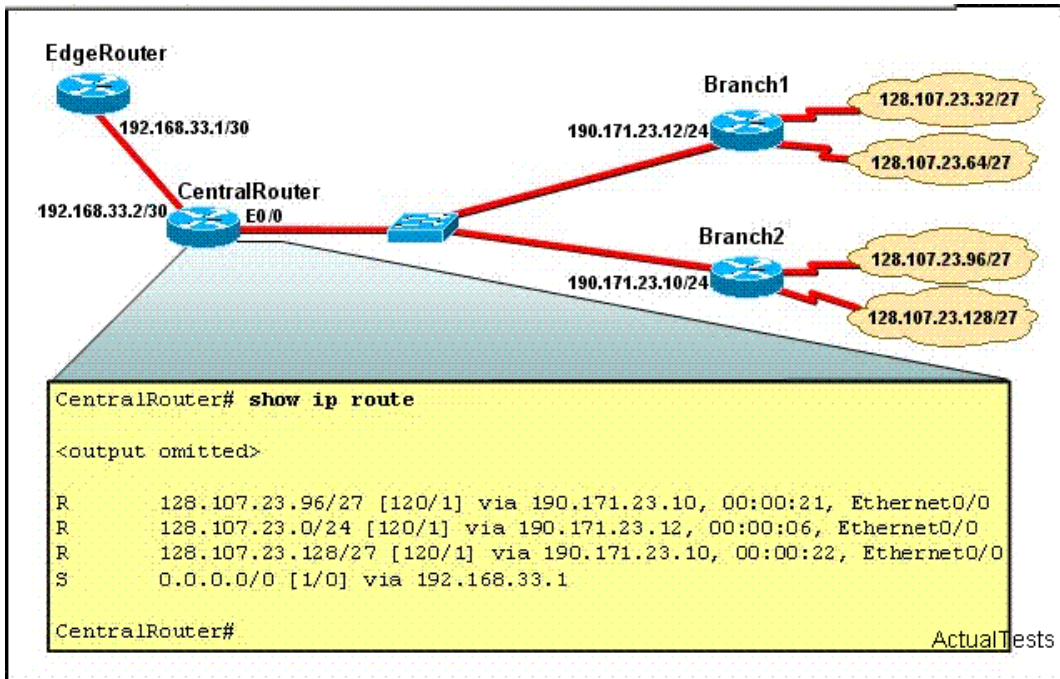 EdgeRouter
192.168.33.1/30
192.168.33.2/30
CentralRouter
E0/0
Branch1
190.171.23.12/24
128.107.23.32/27
128.107.23.64/27
Branch2
190.171.23.10/24
128.107.23.96/27
128.107.23.128/27
CentralRouter# show ip route
<output omitted>
R 128.107.23.96/27 [120/1] via 190.171.23.10, 00:00:21, Ethernet0/0
R 128.107.23.0/24 [120/1] via 190.171.23.12, 00:00:06, Ethernet0/0
R 128.107.23.128/27 [120/1] via 190.171.23.10, 00:00:22, Ethernet0/0
S 0.0.0.0/0 [1/0] via 192.168.33.1
CentralRouter#
ActualTests